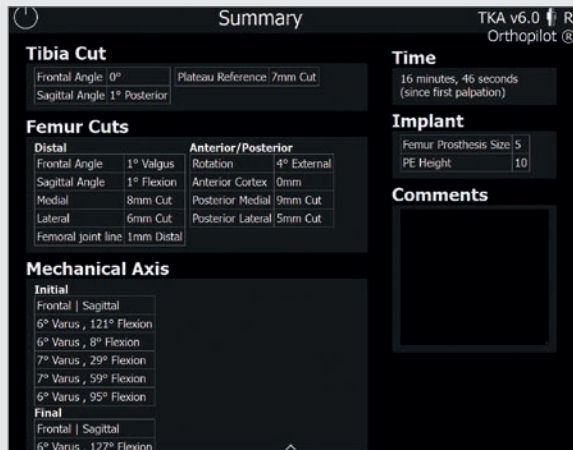 Summary
TKA v6.0 R
Orthopilot ®
Tibia Cut
Frontal Angle 0° Plateau Reference 7mm Cut
Sagittal Angle 1° Posterior
Femur Cuts
Distal Anterior/Posterior
Frontal Angle 1° Valgus Rotation 4° External
Sagittal Angle 1° Flexion Anterior Cortex 0mm
Medial 8mm Cut Posterior Medial 9mm Cut
Lateral 6mm Cut Posterior Lateral 5mm Cut
Femoral joint line 1mm Distal
Mechanical Axis
Initial
Frontal | Sagittal
6° Varus , 121° Flexion
6° Varus , 8° Flexion
7° Varus , 29° Flexion
7° Varus , 59° Flexion
6° Varus , 95° Flexion
Final
Frontal | Sagittal
6° Varus , 127° Flexion
Time
16 minutes, 46 seconds
(since first palpation)
Implant
Femur Prosthesis Size 5
PE Height 10
Comments